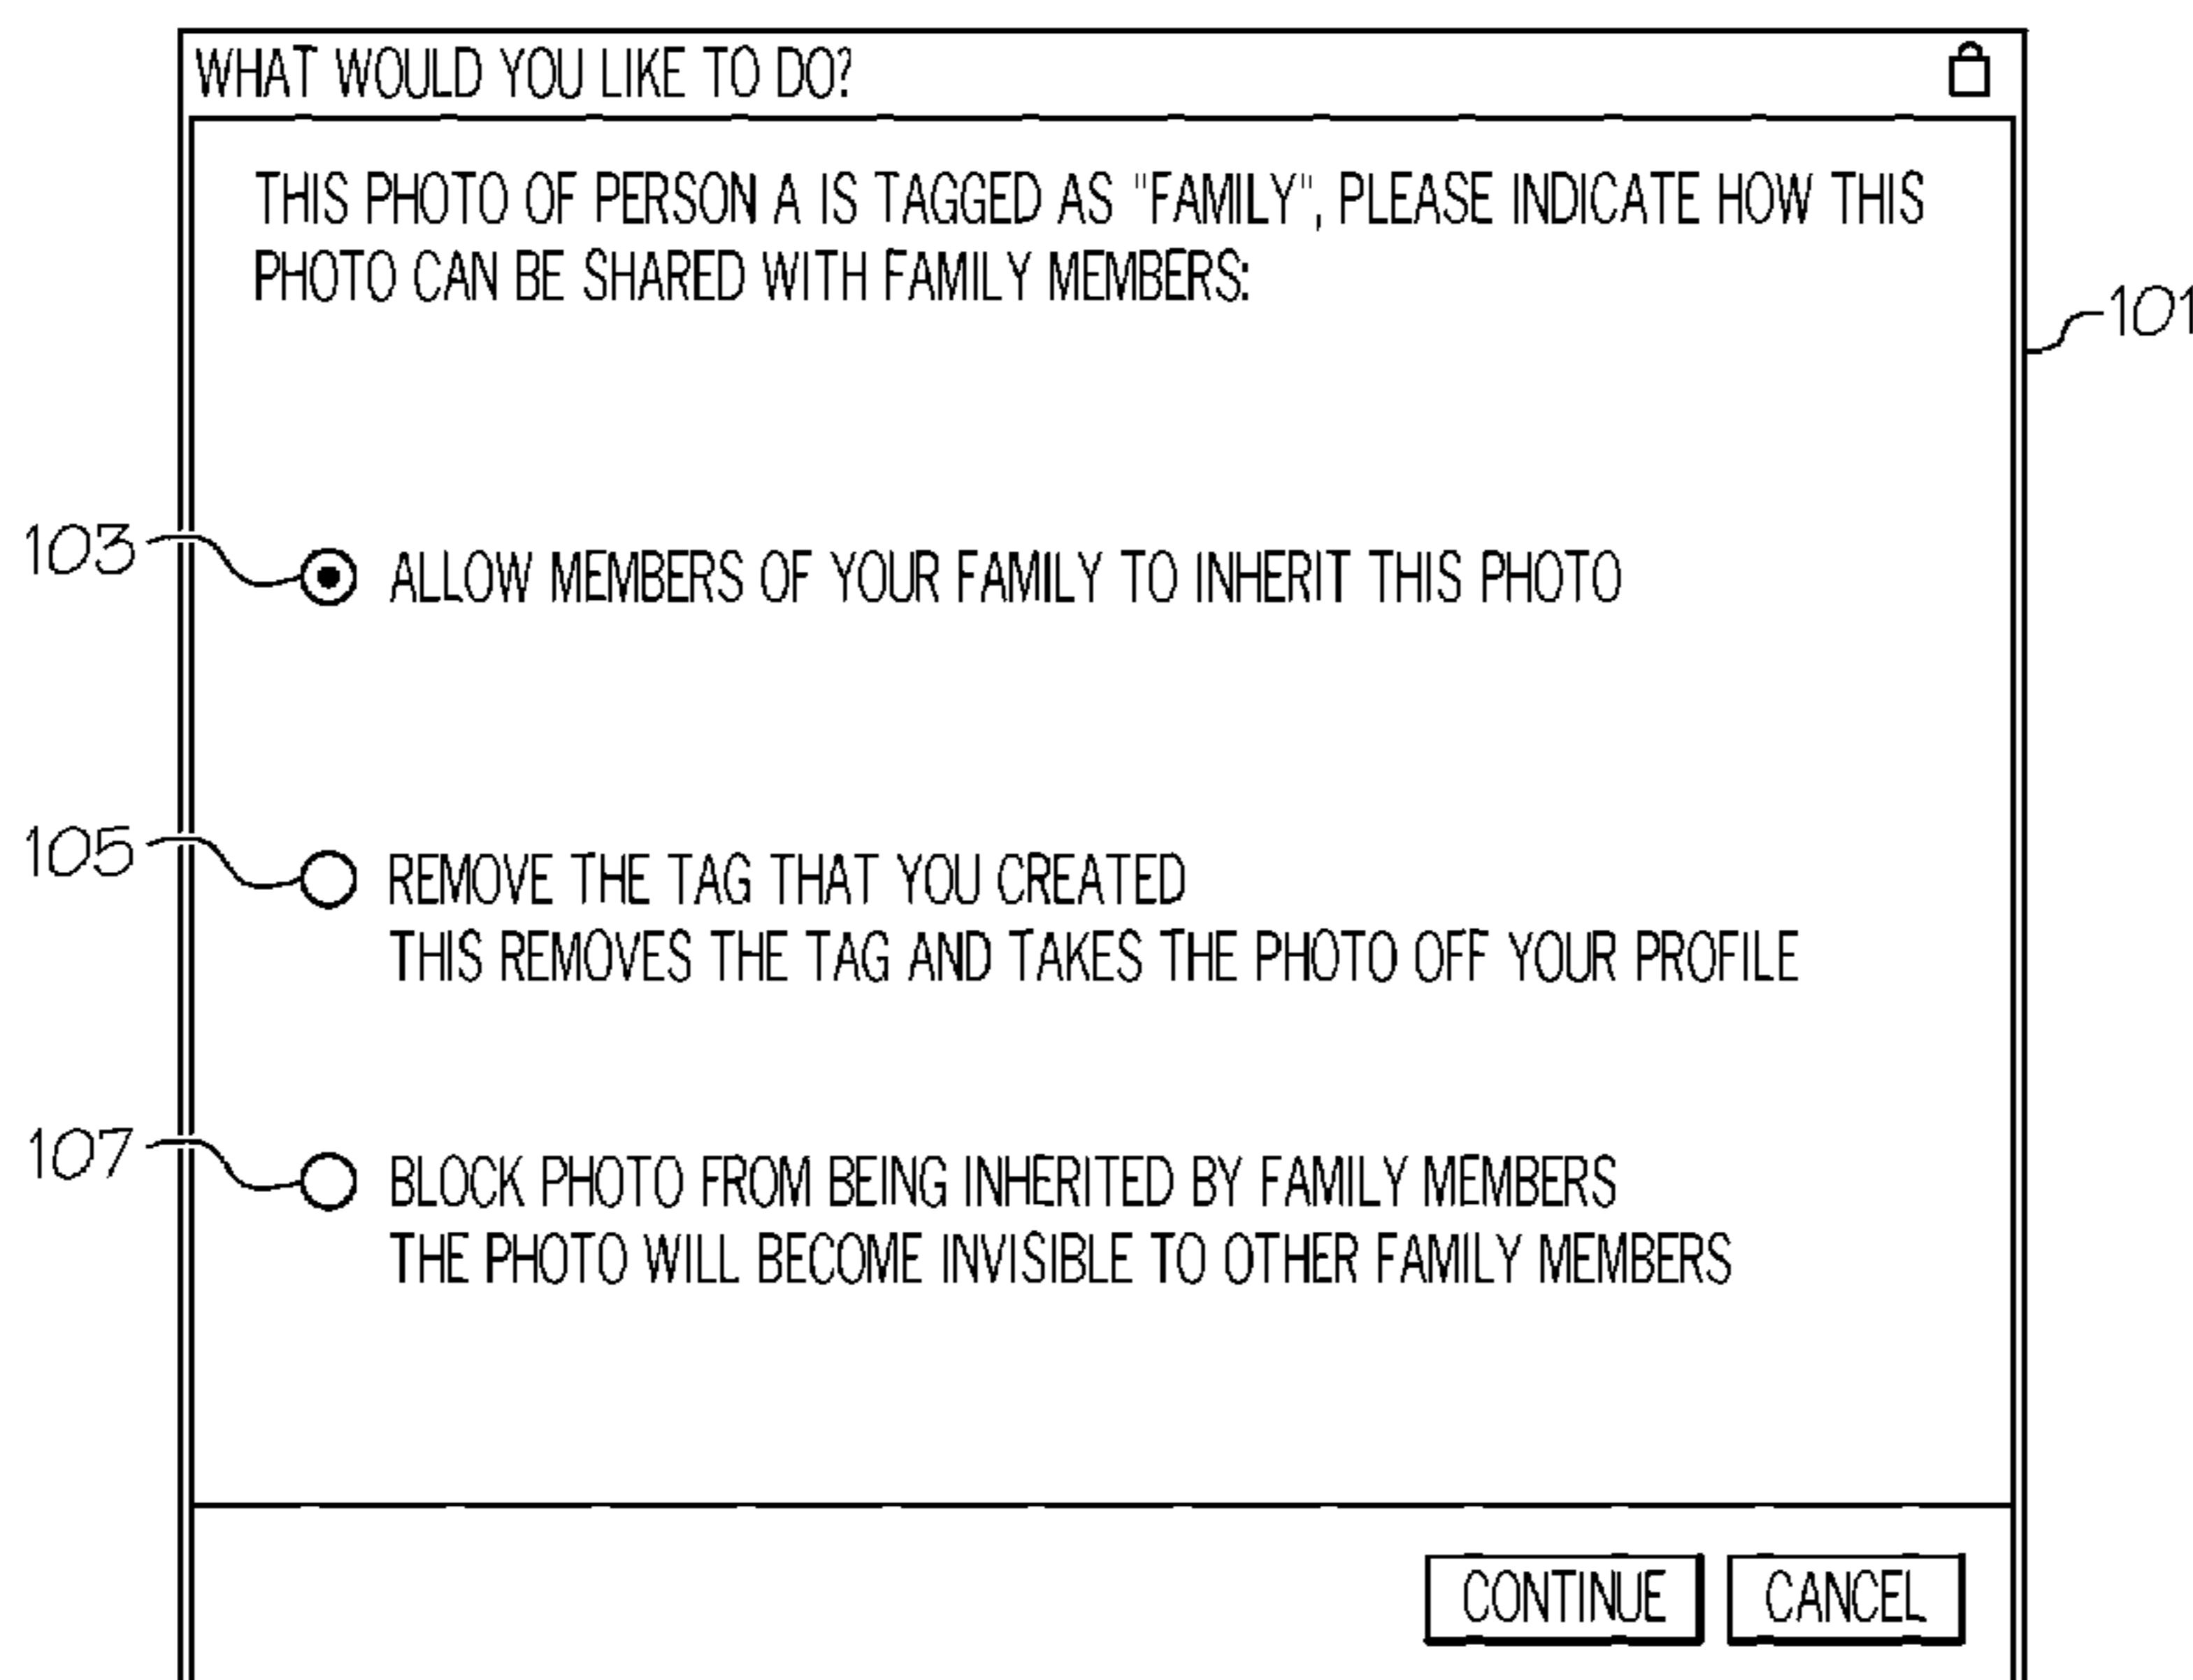 WHAT WOULD YOU LIKE TO DO?
THIS PHOTO OF PERSON A IS TAGGED AS "FAMILY", PLEASE INDICATE HOW THIS
PHOTO CAN BE SHARED WITH FAMILY MEMBERS:
101
103
ALLOW MEMBERS OF YOUR FAMILY TO INHERIT THIS PHOTO
105
REMOVE THE TAG THAT YOU CREATED
THIS REMOVES THE TAG AND TAKES THE PHOTO OFF YOUR PROFILE
107
BLOCK PHOTO FROM BEING INHERITED BY FAMILY MEMBERS
THE PHOTO WILL BECOME INVISIBLE TO OTHER FAMILY MEMBERS
CONTINUE
CANCEL